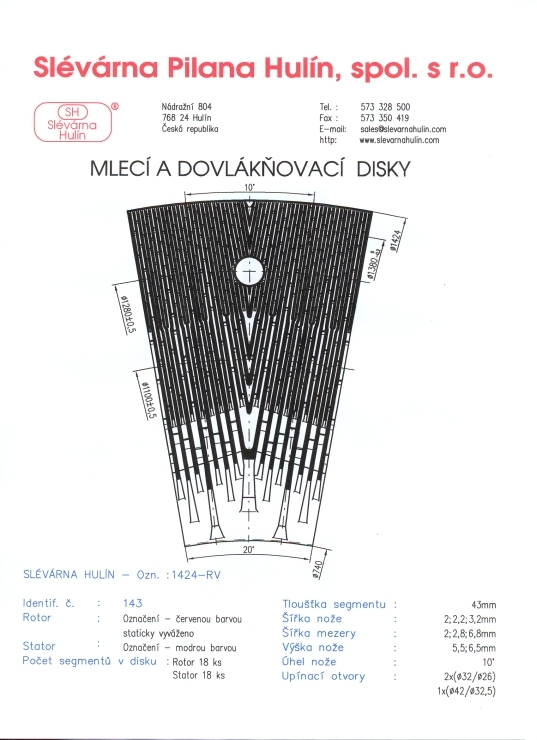 Slévárna Pilana Hulín, spol. s r.o.
SH
Slévárna
Hulín
®
Nádražní 804
768 24 Hulín
Česká republika
Tel. : 573 328 500
Fax : 573 350 419
E-mail: sales@slevarnahulin.com
http: www.slevarnahulin.com
MLECÍ A DOVLÁKŇOVACÍ DISKY
10°
ø1424
ø1380
ø1280±0,5
ø1100±0,5
20°
ø740
SLÉVÁRNA HULÍN – Ozn. :1424-RV
Identif. č. : 143
Rotor : Označení – červenou barvou
staticky vyváženo
Stator : Označení – modrou barvou
Počet segmentů v disku : Rotor 18 ks
Stator 18 ks
Tloušťka segmentu : 43mm
Šířka nože : 2;2,2;3,2mm
Šířka mezery : 2;2,8;6,8mm
Výška nože : 5,5;6,5mm
Úhel nože : 10°
Upínací otvory : 2x(ø32/ø26)
1x(ø42/ø32,5)